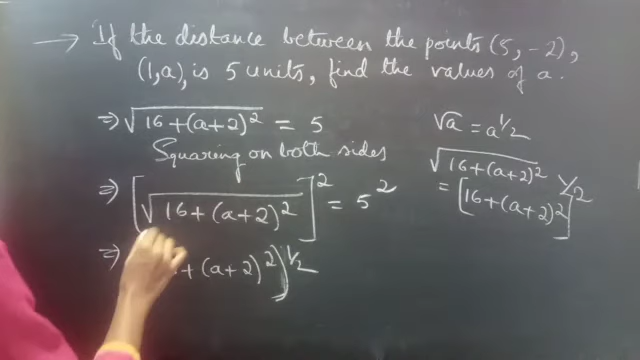 → If the distance between the points (5, -2),
(1,a), is 5 units, find the values of a.
⇒ √16+(a+2)² = 5
Squaring on both sides
⇒ [√16+(a+2)²]² = 5²
⇒ + (a+2)²)^1/2
√a = a^1/2
√16+(a+2)²
= [16+(a+2)²]^1/2